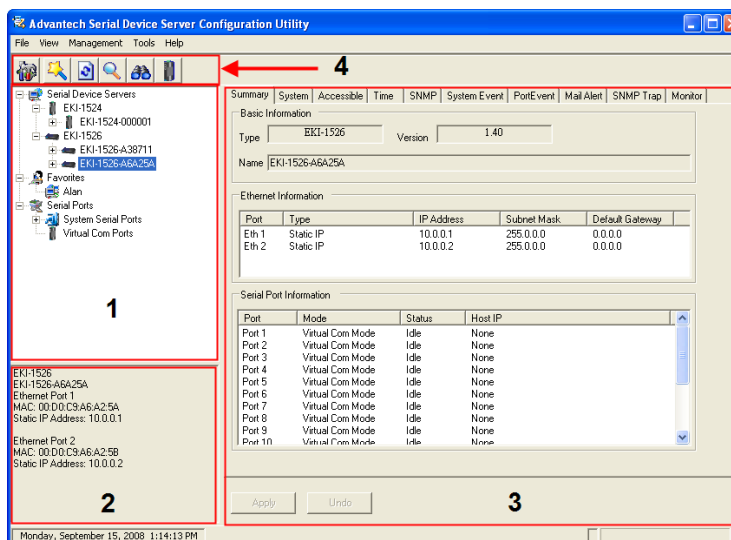 Advantech Serial Device Server Configuration Utility
File View Management Tools Help
4
Serial Device Servers
EKI-1524
EKI-1524-000001
EKI-1526
EKI-1526-A38711
EKI-1526-A6A25A
Favorites
Alan
Serial Ports
System Serial Ports
Virtual Com Ports
1
EKI-1526
EKI-1526-A6A25A
Ethernet Port 1
MAC: 00:D0:C9:A6:A2:5A
Static IP Address: 10.0.0.1
Ethernet Port 2
MAC: 00:D0:C9:A6:A2:5B
Static IP Address: 10.0.0.2
2
Summary System Accessible Time SNMP System Event PortEvent Mail Alert SNMP Trap Monitor
Basic Information
Type EKI-1526 Version 1.40
Name EKI-1526-A6A25A
Ethernet Information
Port Type IP Address Subnet Mask Default Gateway
Eth 1 Static IP 10.0.0.1 255.0.0.0 0.0.0.0
Eth 2 Static IP 10.0.0.2 255.0.0.0 0.0.0.0
Serial Port Information
Port Mode Status Host IP
Port 1 Virtual Com Mode Idle None
Port 2 Virtual Com Mode Idle None
Port 3 Virtual Com Mode Idle None
Port 4 Virtual Com Mode Idle None
Port 5 Virtual Com Mode Idle None
Port 6 Virtual Com Mode Idle None
Port 7 Virtual Com Mode Idle None
Port 8 Virtual Com Mode Idle None
Port 9 Virtual Com Mode Idle None
Port 10 Virtual Com Mode Idle None
Apply Undo
3
Monday, September 15, 2008 1:14:13 PM